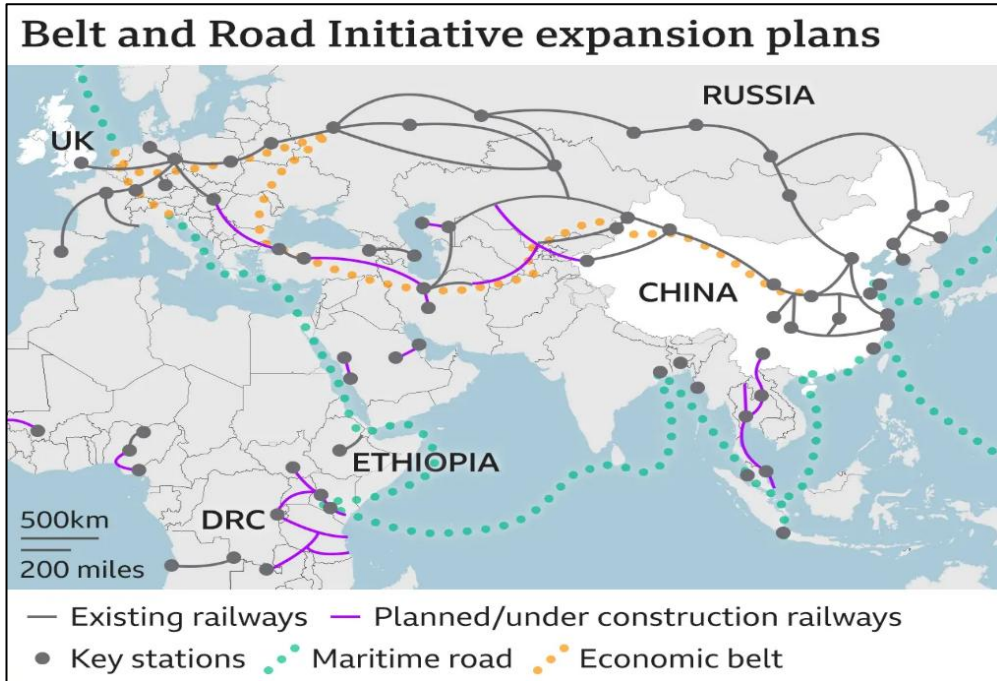 Belt and Road Initiative expansion plans
RUSSIA
UK
CHINA
ETHIOPIA
DRC
500km
200 miles
Existing railways
Planned/under construction railways
Key stations
Maritime road
Economic belt